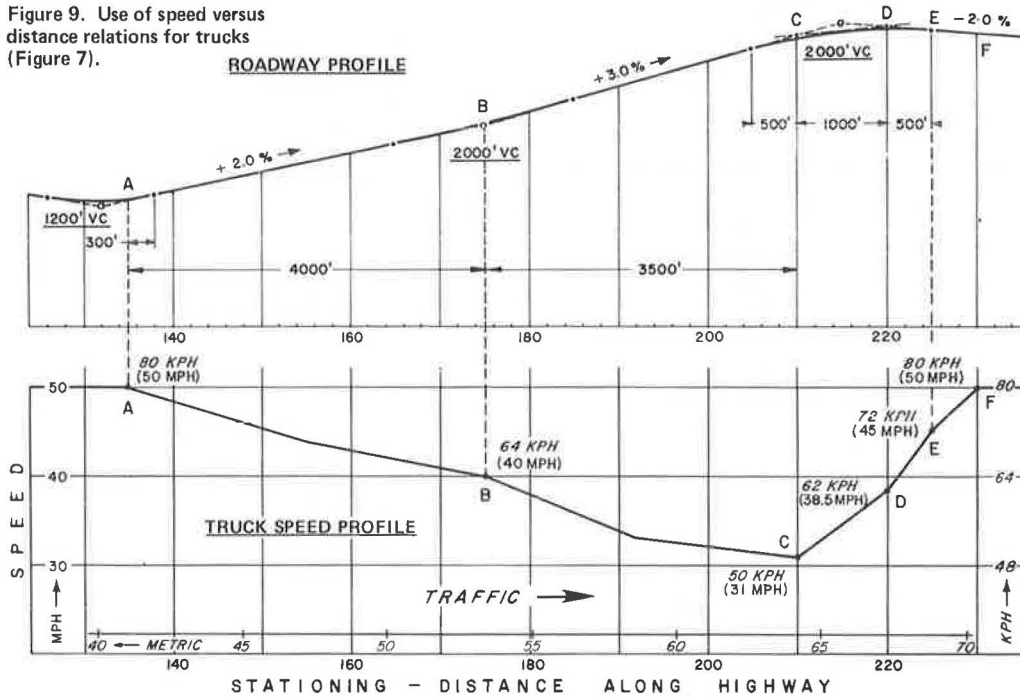 Figure 9. Use of speed versus
distance relations for trucks
(Figure 7).
ROADWAY PROFILE
A
1200' VC
300'
+ 2.0 %
4000'
B
2000' VC
+3.0 %
3500'
C
D
E
-2.0 %
F
2000' VC
500'
1000'
500'
140
160
180
200
220
80 KPH
(50 MPH)
A
64 KPH
(40 MPH)
B
TRUCK SPEED PROFILE
C
50 KPH
(31 MPH)
62 KPH
(38.5MPH)
D
72 KPH
(45 MPH)
E
80 KPH
(50 MPH)
F
50
40
30
SPEED
MPH
80
64
48
KPH
TRAFFIC
40
METRIC
45
50
55
60
65
70
140
160
180
200
220
STATIONING - DISTANCE ALONG HIGHWAY